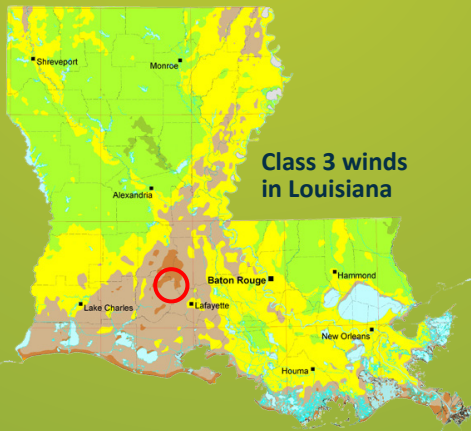 Shreveport
Monroe
Class 3 winds
in Louisiana
Alexandria
Baton Rouge
Hammond
Lake Charles
Lafayette
New Orleans
Houma